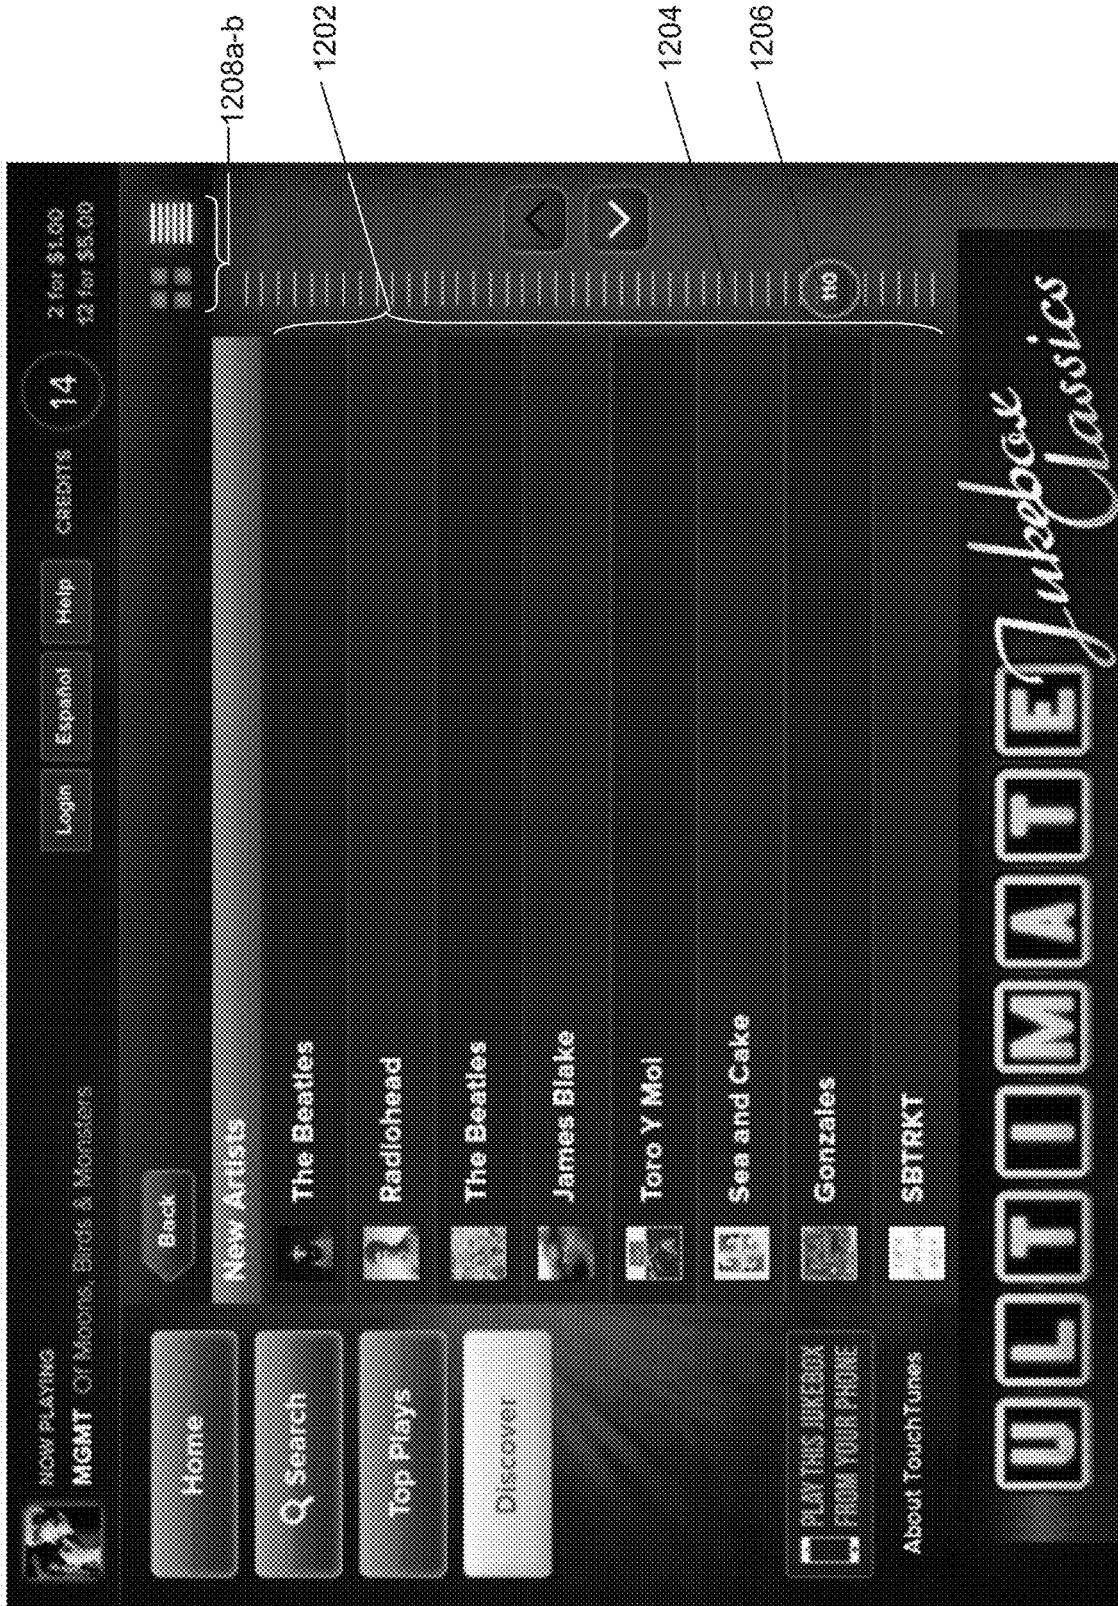 NOW PLAYING
MGMT Of Moons, Birds & Monsters
Login
Español
Help
CREDITS
14
2 for $1.00
12 for $5.00
1208a-b
Home
Search
Top Plays
Discover
Back
New Artists
1202
The Beatles
Radiohead
The Beatles
James Blake
Toro Y Moi
Sea and Cake
Gonzales
SBTRKT
1204
1206
110
PLAY THIS JUKEBOX
FROM YOUR PHONE
About TouchTunes
ULTIMATE Jukebox
Classics